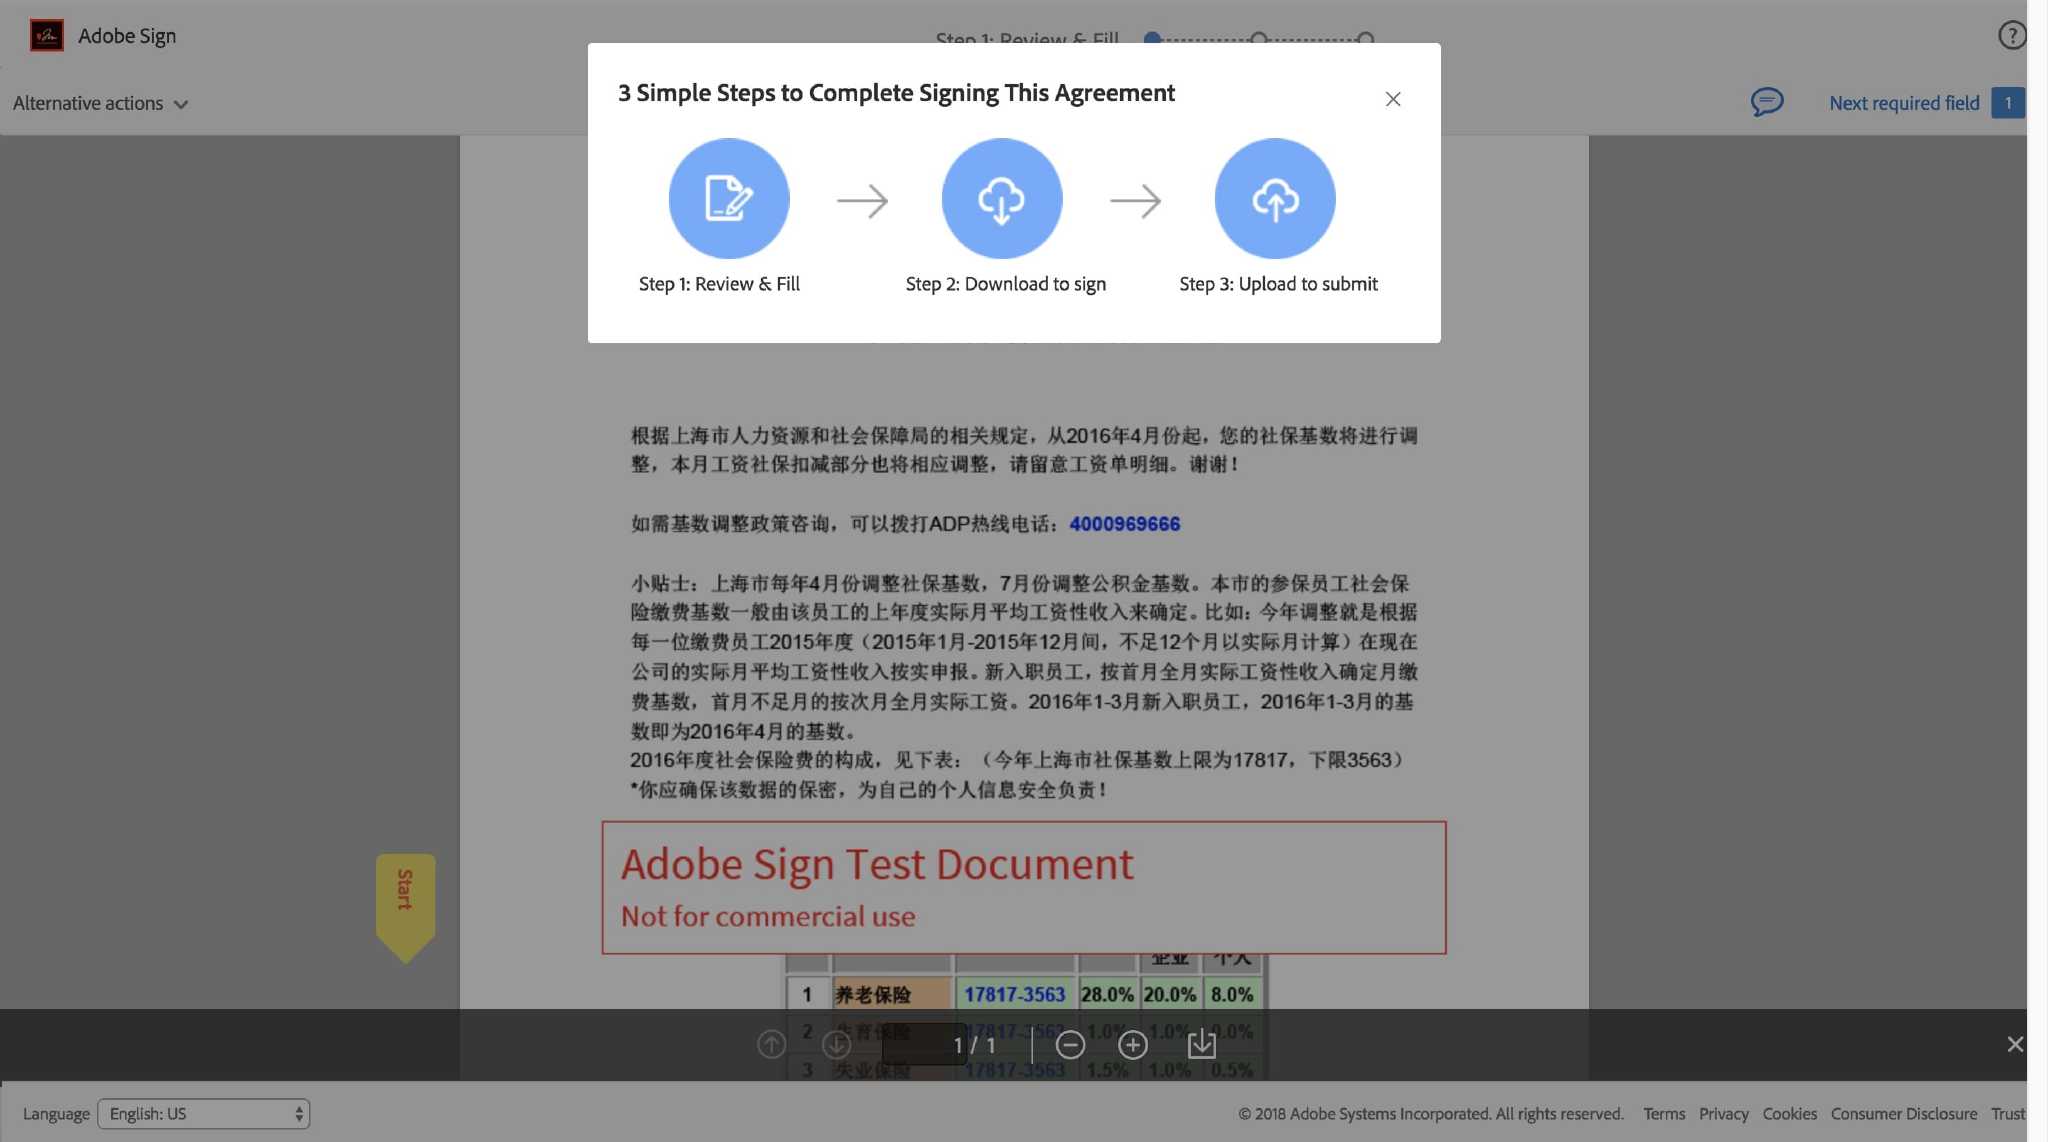 Adobe Sign
Step 1: Review & Fill
?
Alternative actions
Next required field 1
3 Simple Steps to Complete Signing This Agreement
Step 1: Review & Fill
Step 2: Download to sign
Step 3: Upload to submit
根据上海市人力资源和社会保障局的相关规定，从2016年4月份起，您的社保基数将进行调
整，本月工资社保扣减部分也将相应调整，请留意工资单明细。谢谢！
如需基数调整政策咨询，可以拨打ADP热线电话：4000969666
小贴士：上海市每年4月份调整社保基数，7月份调整公积金基数。本市的参保员工社会保
险缴费基数一般由该员工的上年度实际月平均工资性收入来确定。比如：今年调整就是根据
每一位缴费员工2015年度（2015年1月-2015年12月间，不足12个月以实际月计算）在现在
公司的实际月平均工资性收入按实申报。新入职员工，按首月全月实际工资性收入确定月缴
费基数，首月不足月的按次月全月实际工资。2016年1-3月新入职员工，2016年1-3月的基
数即为2016年4月的基数。
2016年度社会保险费的构成，见下表：（今年上海市社保基数上限为17817，下限3563）
*你应确保该数据的保密，为自己的个人信息安全负责！
Start
Adobe Sign Test Document
Not for commercial use
企业 个人
1 养老保险 17817-3563 28.0% 20.0% 8.0%
2 生育保险 17817-3563 1.0% 1.0% 0.0%
1 / 1
3 失业保险 17817-3563 1.5% 1.0% 0.5%
Language English: US
© 2018 Adobe Systems Incorporated. All rights reserved. Terms Privacy Cookies Consumer Disclosure Trust